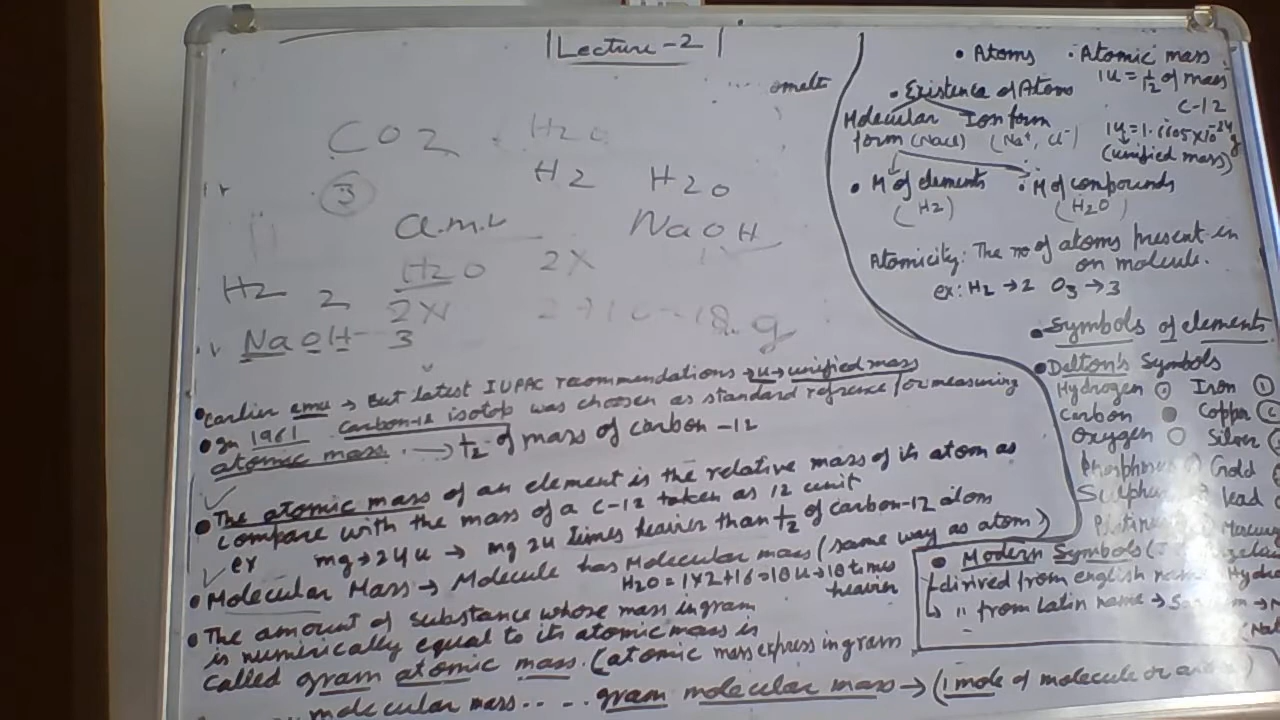 Lecture-2
CO2 . H2O
H2 H2O
3
a.m.u NaOH
H2O 2X
H2 2 2X1
NaOH 3
g
• earlier amu → But latest IUPAC recommendations → u → unified mass
• In 1961 Carbon-12 isotop was choosen as standard refrence for measuring
atomic mass. → 1/12 of mass of carbon -12
• The atomic mass of an element is the relative mass of its atom as
compare with the mass of a C-12 taken as 12 unit
ex mg → 24u → mg 24 times heavier than 1/12 of carbon-12 atom
• Molecular Mass → Molecule has Molecular mass (same way as atom)
H2O = 1x2+16=18u → 18 times
heavier
• The amount of substance whose mass in gram
is numerically equal to its atomic mass is
called gram atomic mass. (atomic mass express in gram
molecular mass.. .. gram molecular mass → (1 mole of molecule or
• Atoms • Atomic mass
1u = 1/12 of mass
C-12
• Existence of Atoms
Molecular Ion form
form (Nacl) (Na+, Cl-)
(unified mass)
• M of elements • M of compounds
(H2) (H2O)
Atomicity: The no of atoms present in
on molecule.
ex: H2 → 2 O3 → 3
• Symbols of elements
• Dalton's Symbols
Hydrogen Iron
Carbon Copper
Oxygen Silver
Phosphorus Gold
Sulphur lead
Platinum Mercury
• Modern Symbols (J
dirived from english name Hydro
" from Latin name →